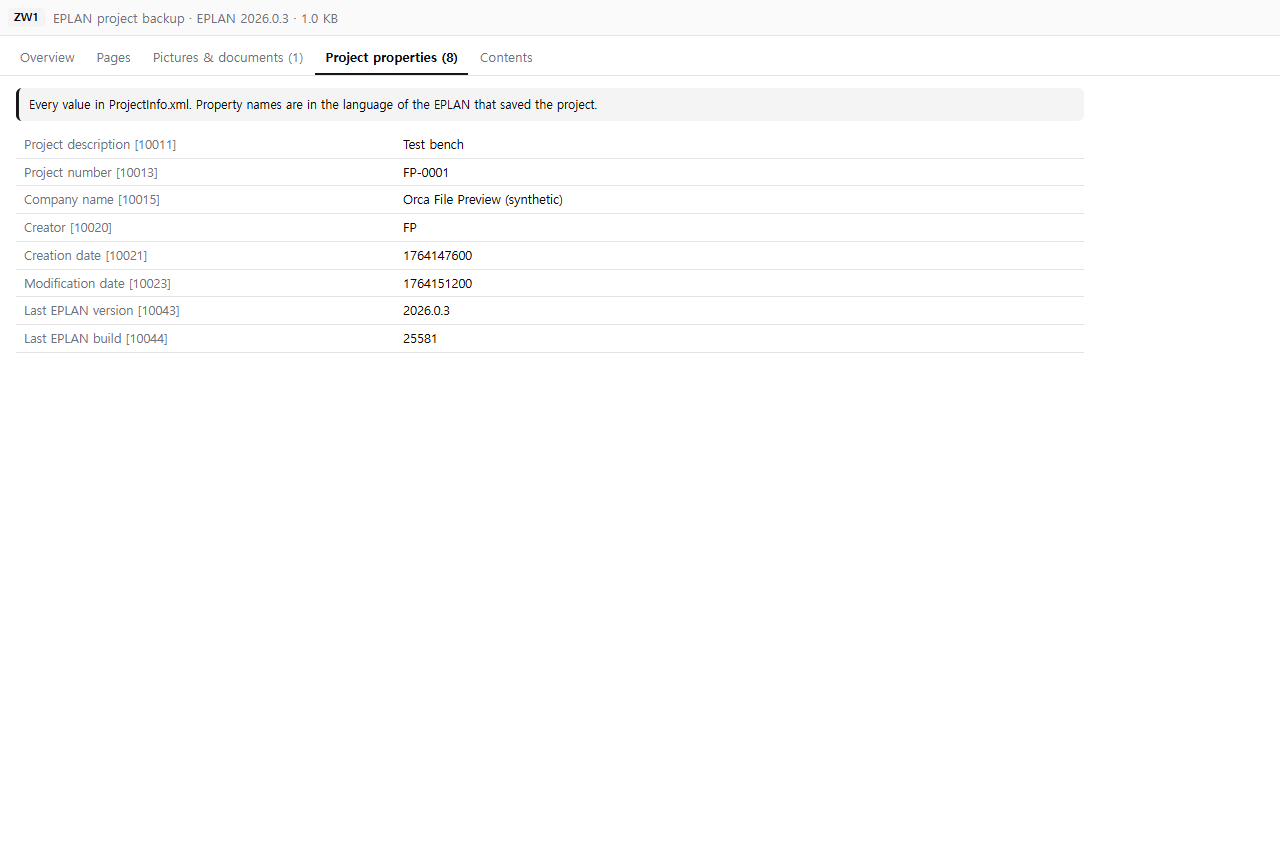 ZW1 EPLAN project backup · EPLAN 2026.0.3 · 1.0 KB
Overview Pages Pictures & documents (1) Project properties (8) Contents
Every value in ProjectInfo.xml. Property names are in the language of the EPLAN that saved the project.
Project description [10011] Test bench
Project number [10013] FP-0001
Company name [10015] Orca File Preview (synthetic)
Creator [10020] FP
Creation date [10021] 1764147600
Modification date [10023] 1764151200
Last EPLAN version [10043] 2026.0.3
Last EPLAN build [10044] 25581